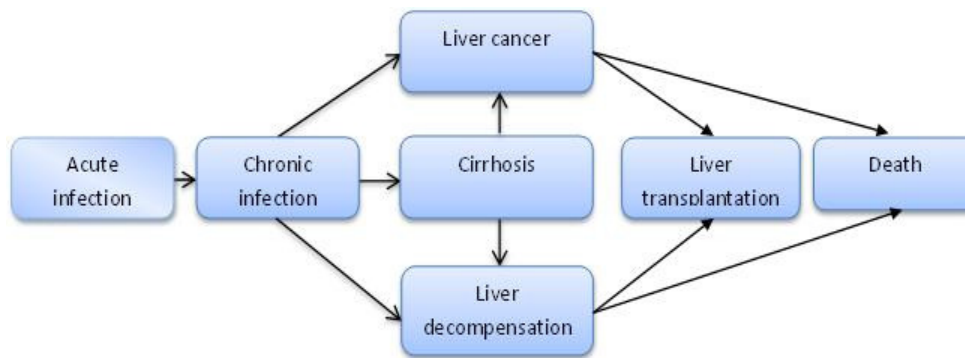 Liver cancer
Acute
infection
Chronic
infection
Cirrhosis
Liver
transplantation
Death
Liver
decompensation